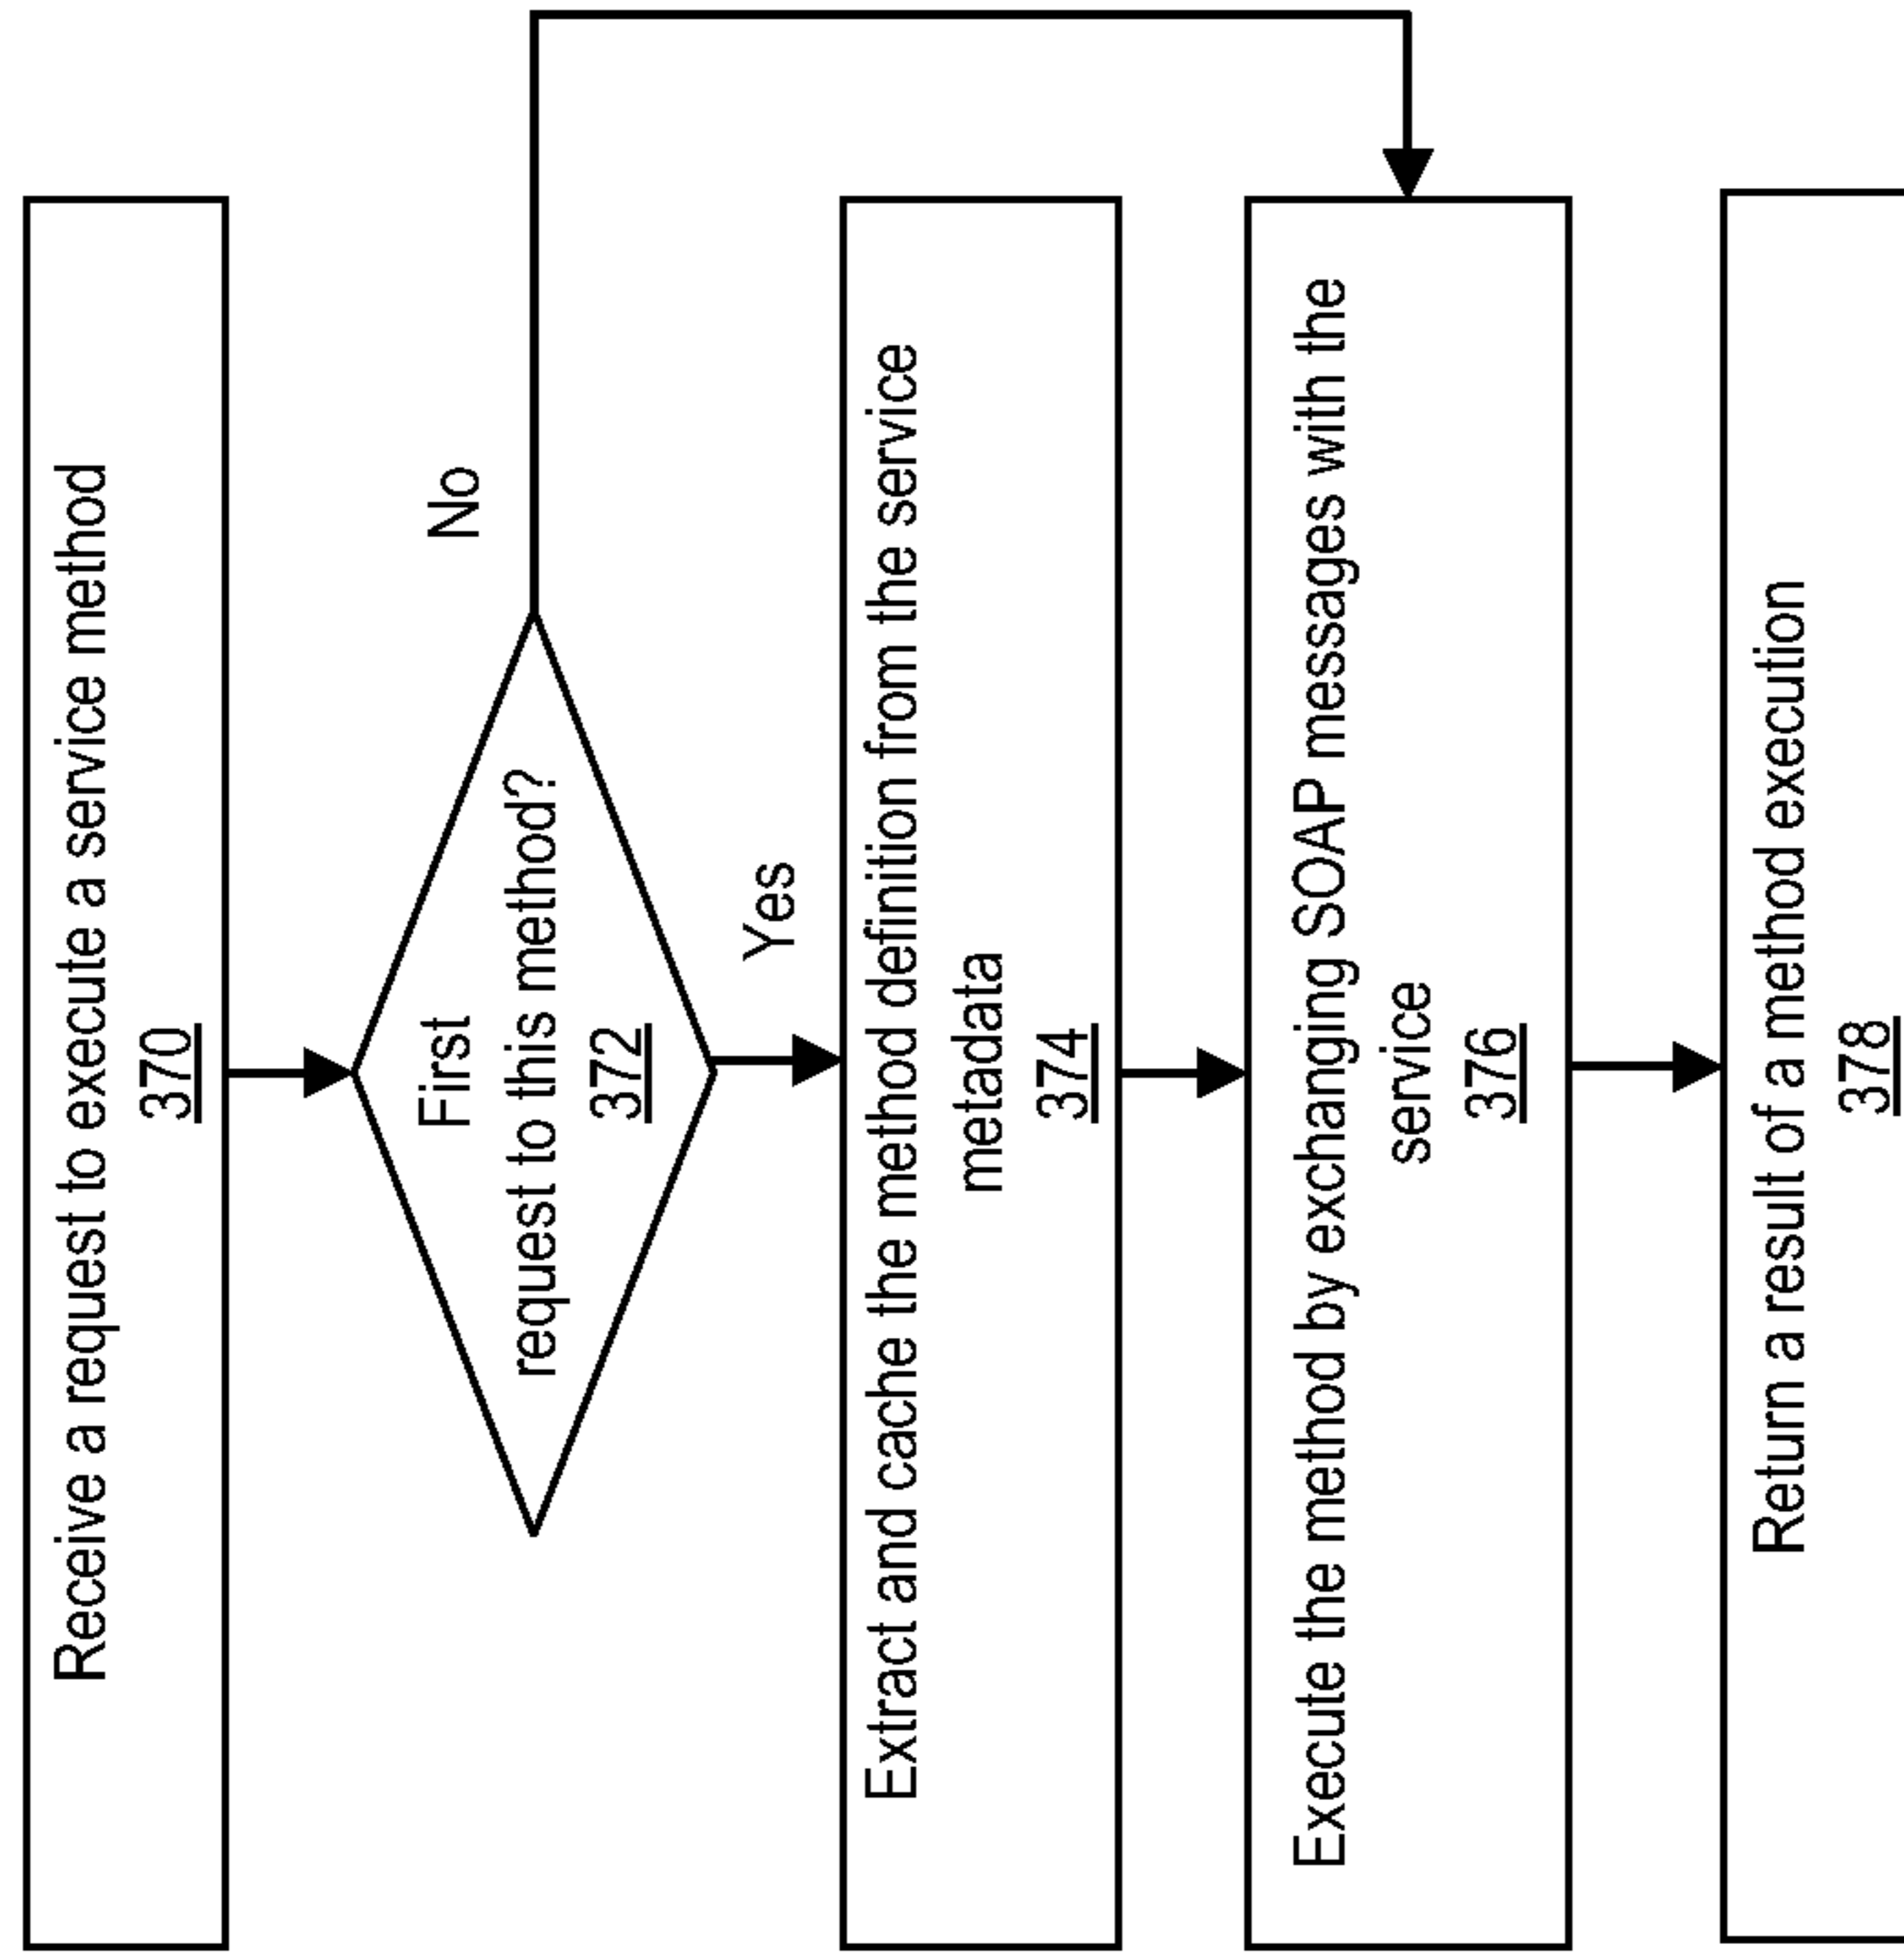 Receive a request to execute a service method
370
First
request to this method?
372
No
Yes
Extract and cache the method definition from the service
metadata
374
Execute the method by exchanging SOAP messages with the
service
376
Return a result of a method execution
378